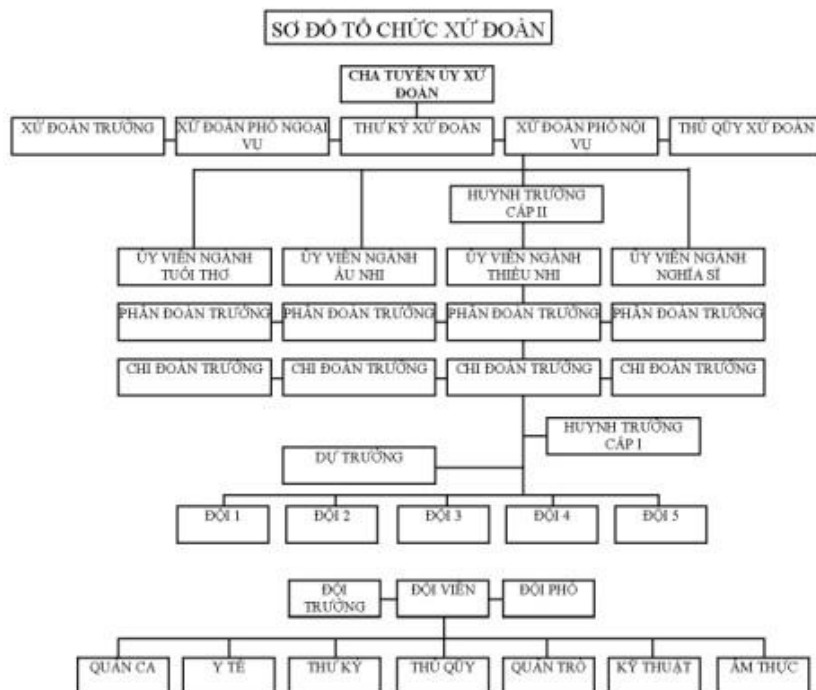 SƠ ĐỒ TỔ CHỨC XỨ ĐOÀN
CHA TUYÊN ÚY XỨ
ĐOÀN
XỨ ĐOÀN TRƯỞNG
XỨ ĐOÀN PHÓ NGOẠI
VỤ
THƯ KÝ XỨ ĐOÀN
XỨ ĐOÀN PHÓ NỘI
VỤ
THỦ QŨY XỨ ĐOÀN
HUYNH TRƯỞNG
CẤP II
ỦY VIÊN NGÀNH
TUỔI THƠ
ỦY VIÊN NGÀNH
ẤU NHI
ỦY VIÊN NGÀNH
THIẾU NHI
ỦY VIÊN NGÀNH
NGHĨA SĨ
PHÂN ĐOÀN TRƯỞNG
PHÂN ĐOÀN TRƯỞNG
PHÂN ĐOÀN TRƯỞNG
PHÂN ĐOÀN TRƯỞNG
CHI ĐOÀN TRƯỞNG
CHI ĐOÀN TRƯỞNG
CHI ĐOÀN TRƯỞNG
CHI ĐOÀN TRƯỞNG
HUYNH TRƯỞNG
CẤP I
DỰ TRƯỞNG
ĐỘI 1
ĐỘI 2
ĐỘI 3
ĐỘI 4
ĐỘI 5
ĐỘI
TRƯỞNG
ĐỘI VIÊN
ĐỘI PHÓ
QUẢN CA
Y TẾ
THƯ KÝ
THỦ QŨY
QUẢN TRÒ
KỸ THUẬT
ẨM THỰC